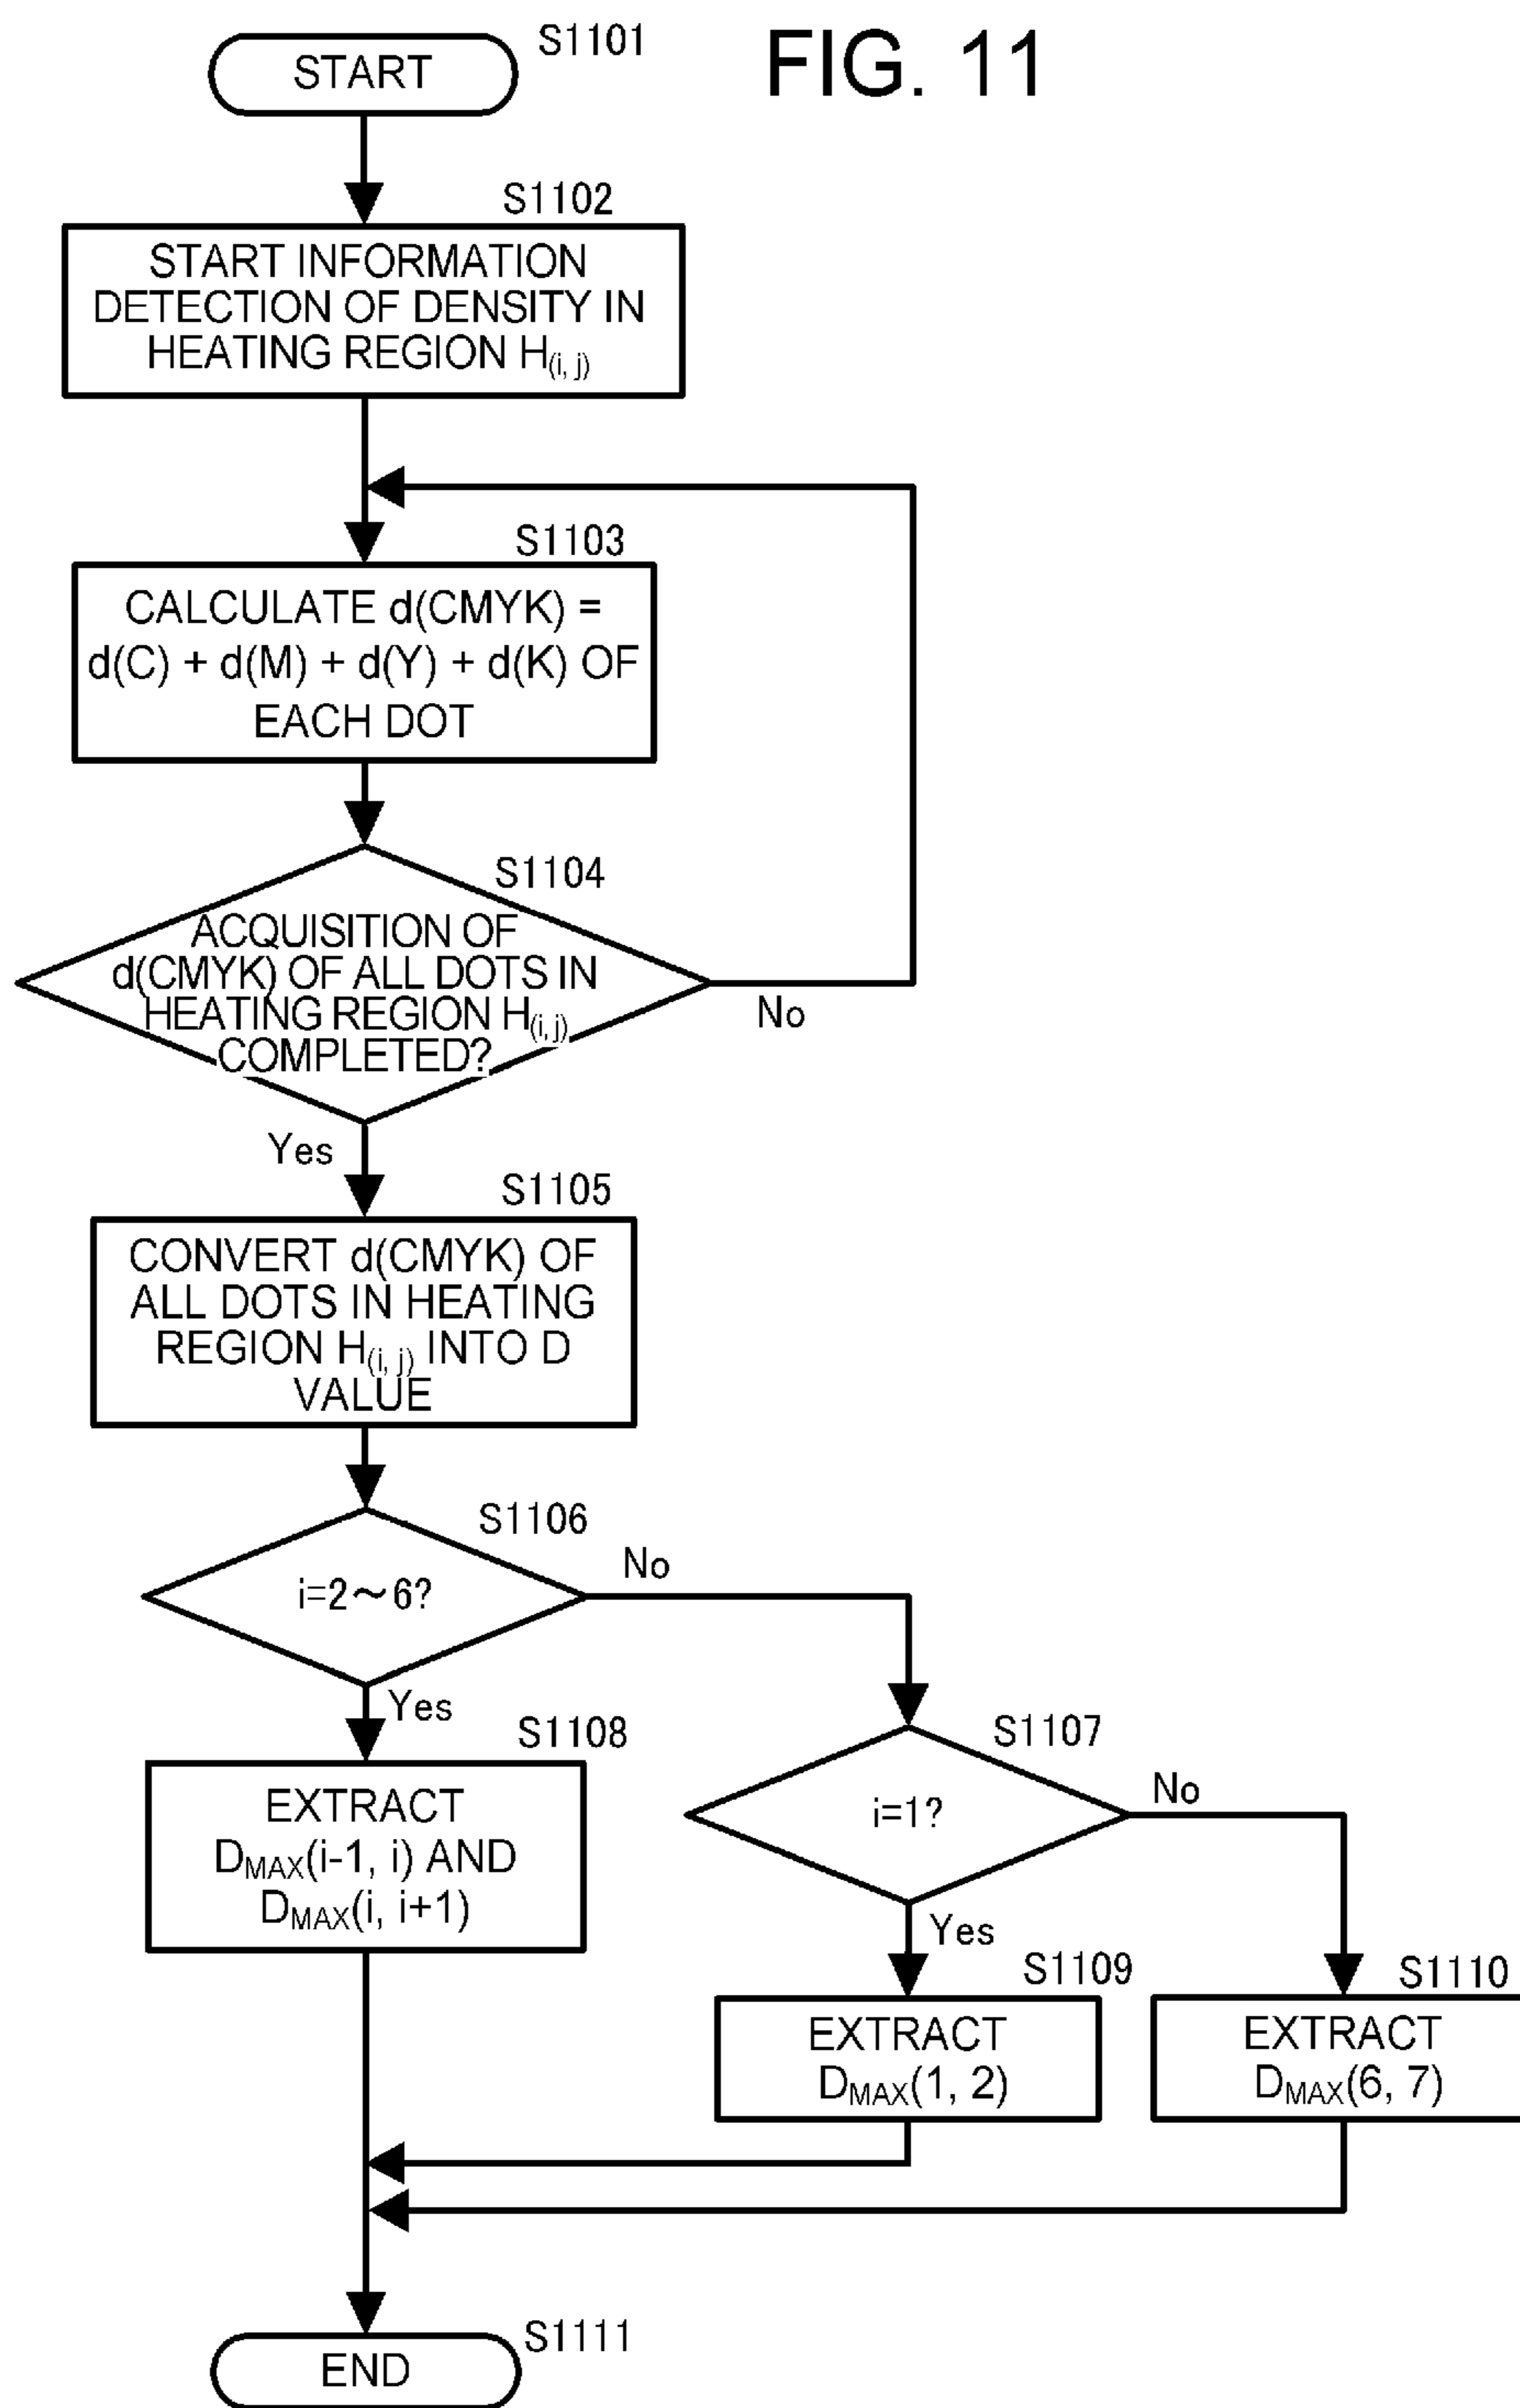 FIG. 11
S1101
START
S1102
START INFORMATION
DETECTION OF DENSITY IN
HEATING REGION H(i, j)
S1103
CALCULATE d(CMYK) =
d(C) + d(M) + d(Y) + d(K) OF
EACH DOT
S1104
ACQUISITION OF
d(CMYK) OF ALL DOTS IN
HEATING REGION H(i, j)
COMPLETED?
No
Yes
S1105
CONVERT d(CMYK) OF
ALL DOTS IN HEATING
REGION H(i, j) INTO D
VALUE
S1106
i=2～6?
No
Yes
S1108
EXTRACT
DMAX(i-1, i) AND
DMAX(i, i+1)
S1107
i=1?
No
Yes
S1109
EXTRACT
DMAX(1, 2)
S1110
EXTRACT
DMAX(6, 7)
S1111
END